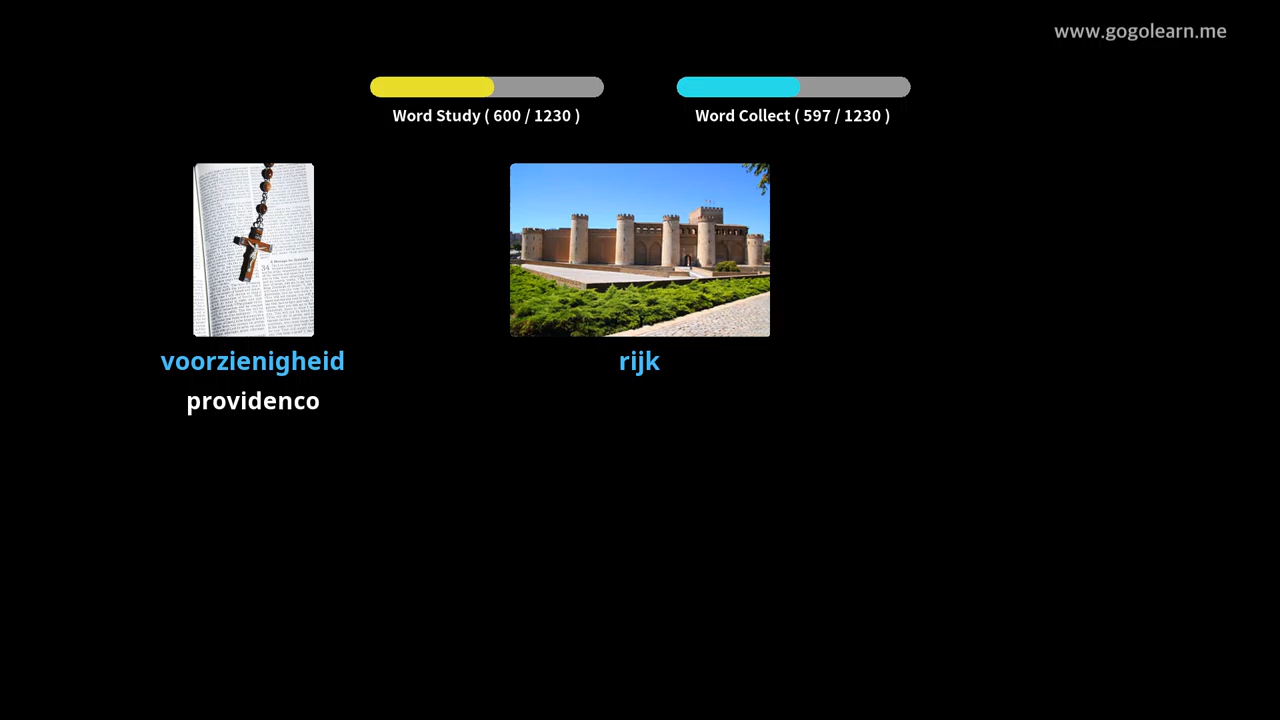 www.gogolearn.me
Word Study ( 600 / 1230 )
Word Collect ( 597 / 1230 )
voorzienigheid
rijk
providenco